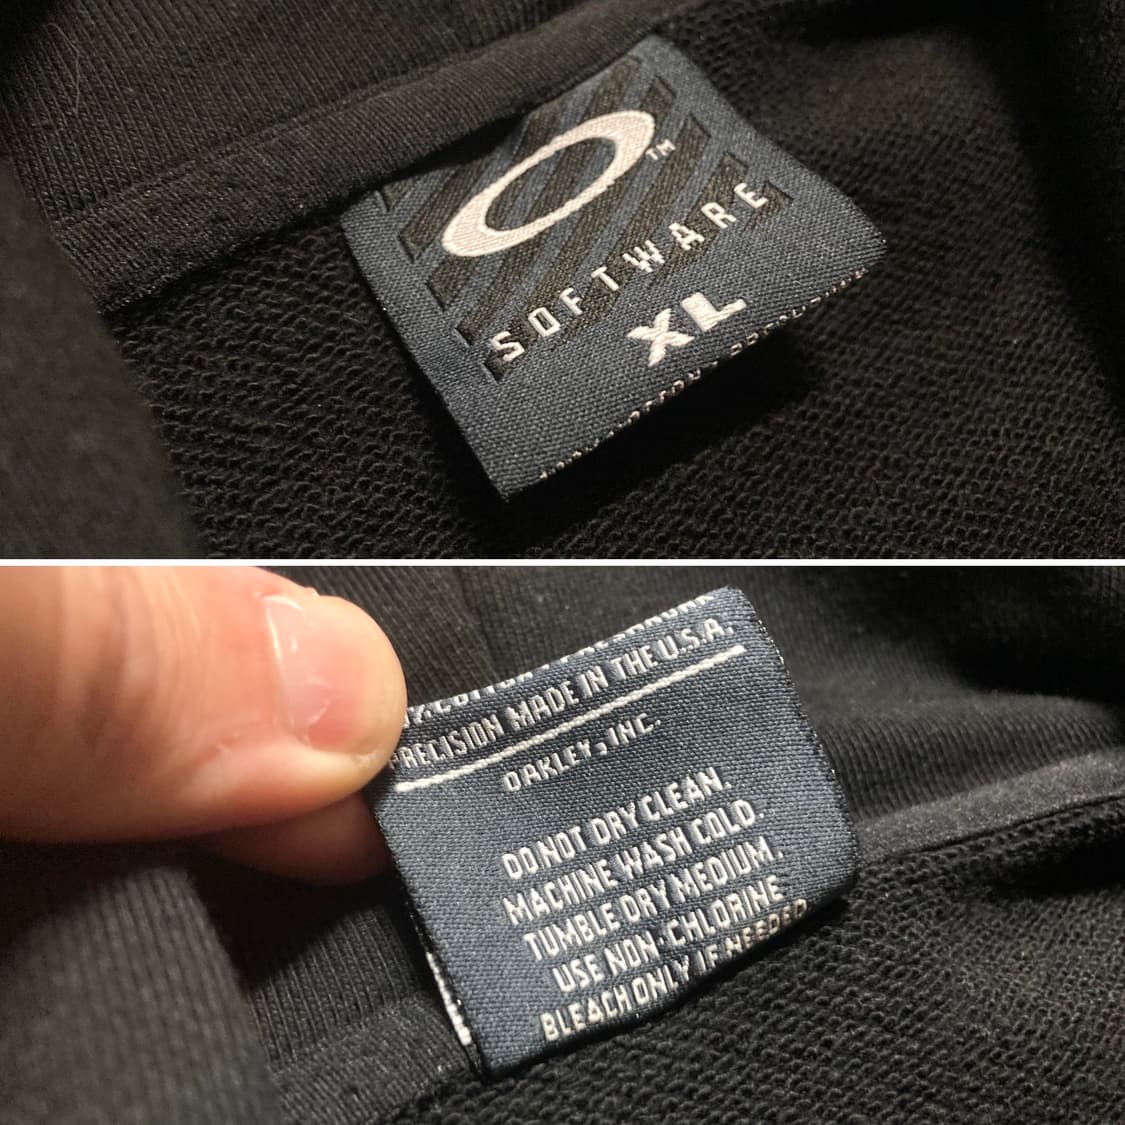 TM
SOFTWARE
XL
PRECISION MADE IN THE U.S.A.
OAKLEY, INC.
DO NOT DRY CLEAN.
MACHINE WASH COLD.
TUMBLE DRY MEDIUM.
USE NON-CHLORINE
BLEACH ONLY IF NEEDED